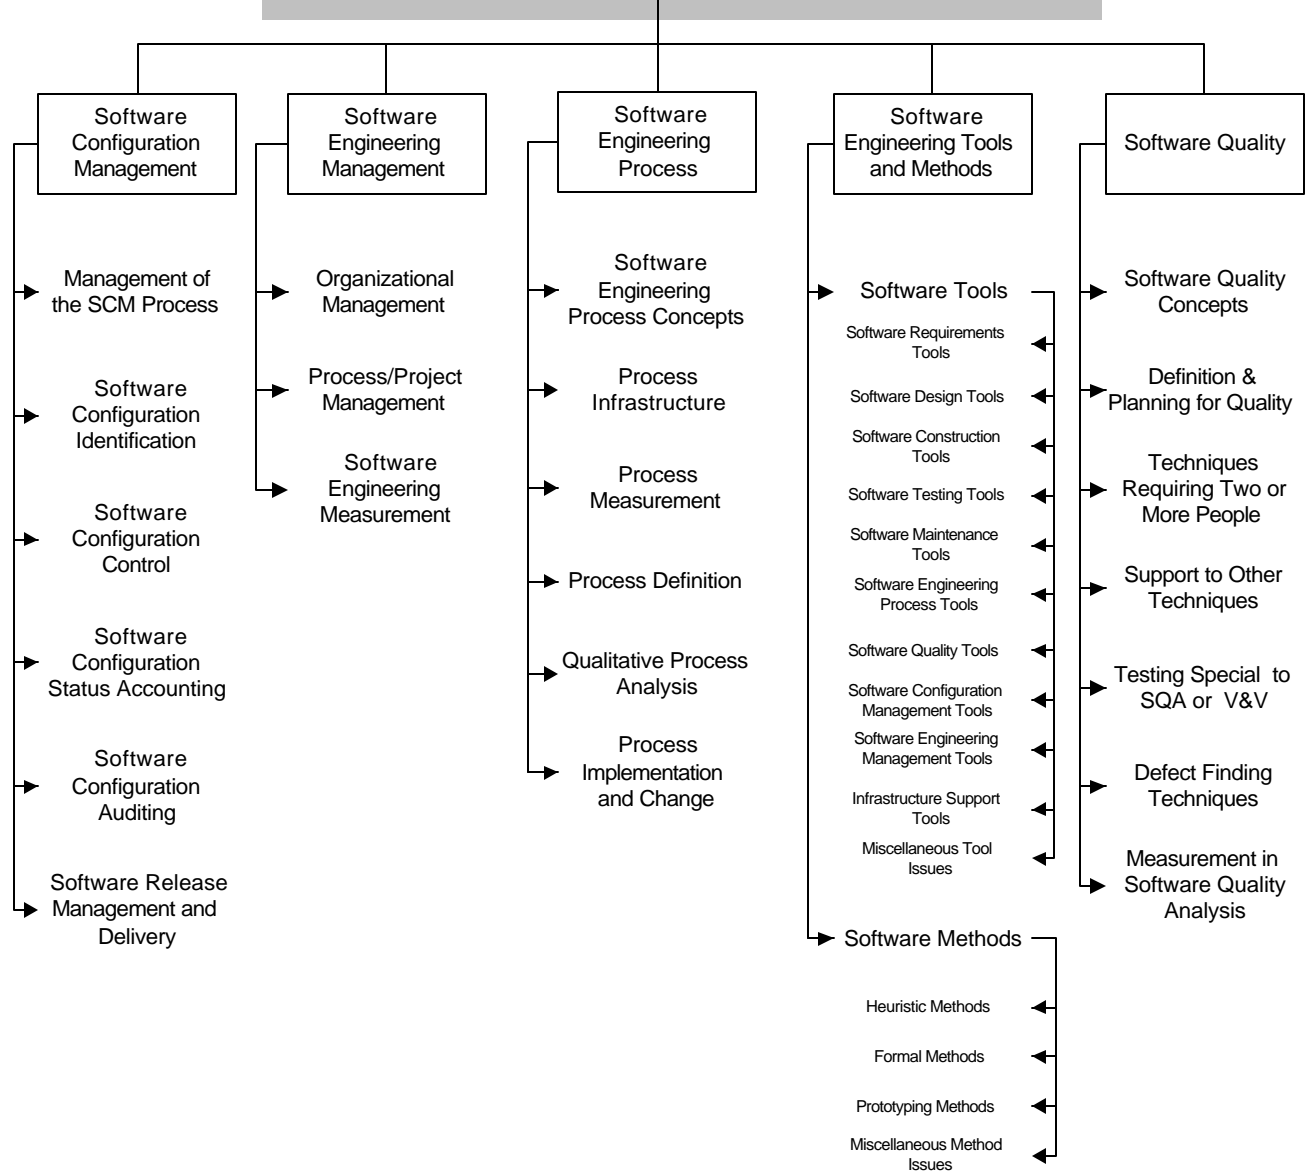 Software
Configuration
Management
Management of
the SCM Process
Software
Configuration
Identification
Software
Configuration
Control
Software
Configuration
Status Accounting
Software
Configuration
Auditing
Software Release
Management and
Delivery
Software
Engineering
Management
Organizational
Management
Process/Project
Management
Software
Engineering
Measurement
Software
Engineering
Process
Software
Engineering
Process Concepts
Process
Infrastructure
Process
Measurement
Process Definition
Qualitative Process
Analysis
Process
Implementation
and Change
Software
Engineering Tools
and Methods
Software Tools
Software Requirements
Tools
Software Design Tools
Software Construction
Tools
Software Testing Tools
Software Maintenance
Tools
Software Engineering
Process Tools
Software Quality Tools
Software Configuration
Management Tools
Software Engineering
Management Tools
Infrastructure Support
Tools
Miscellaneous Tool
Issues
Software Methods
Heuristic Methods
Formal Methods
Prototyping Methods
Miscellaneous Method
Issues
Software Quality
Software Quality
Concepts
Definition &
Planning for Quality
Techniques
Requiring Two or
More People
Support to Other
Techniques
Testing Special to
SQA or V&V
Defect Finding
Techniques
Measurement in
Software Quality
Analysis